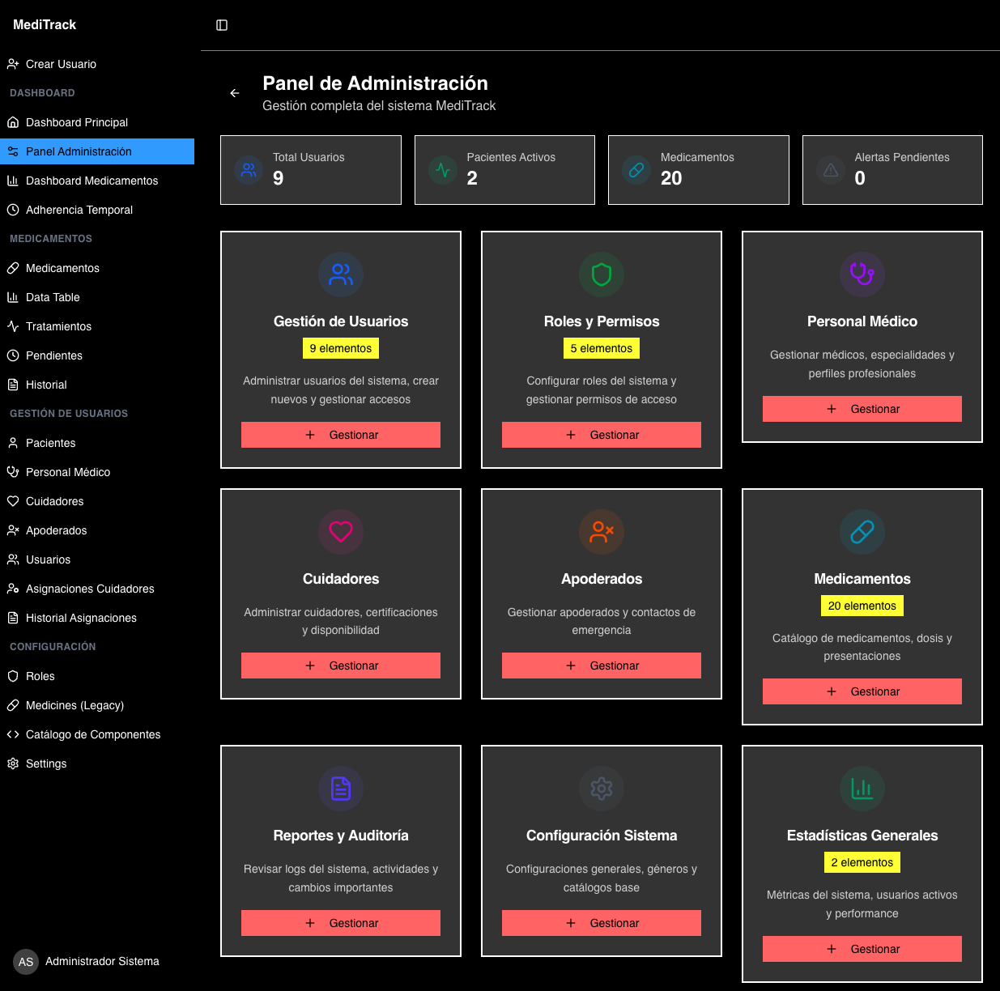 MediTrack
Crear Usuario
DASHBOARD
Dashboard Principal
Panel Administración
Dashboard Medicamentos
Adherencia Temporal
MEDICAMENTOS
Medicamentos
Data Table
Tratamientos
Pendientes
Historial
GESTIÓN DE USUARIOS
Pacientes
Personal Médico
Cuidadores
Apoderados
Usuarios
Asignaciones Cuidadores
Historial Asignaciones
CONFIGURACIÓN
Roles
Medicines (Legacy)
Catálogo de Componentes
Settings
AS
Administrador Sistema
Panel de Administración
Gestión completa del sistema MediTrack
Total Usuarios
9
Pacientes Activos
2
Medicamentos
20
Alertas Pendientes
0
Gestión de Usuarios
9 elementos
Administrar usuarios del sistema, crear
nuevos y gestionar accesos
Gestionar
Roles y Permisos
5 elementos
Configurar roles del sistema y
gestionar permisos de acceso
Gestionar
Personal Médico
Gestionar médicos, especialidades y
perfiles profesionales
Gestionar
Cuidadores
Administrar cuidadores, certificaciones
y disponibilidad
Gestionar
Apoderados
Gestionar apoderados y contactos de
emergencia
Gestionar
Medicamentos
20 elementos
Catálogo de medicamentos, dosis y
presentaciones
Gestionar
Reportes y Auditoría
Revisar logs del sistema, actividades y
cambios importantes
Gestionar
Configuración Sistema
Configuraciones generales, géneros y
catálogos base
Gestionar
Estadísticas Generales
2 elementos
Métricas del sistema, usuarios activos
y performance
Gestionar